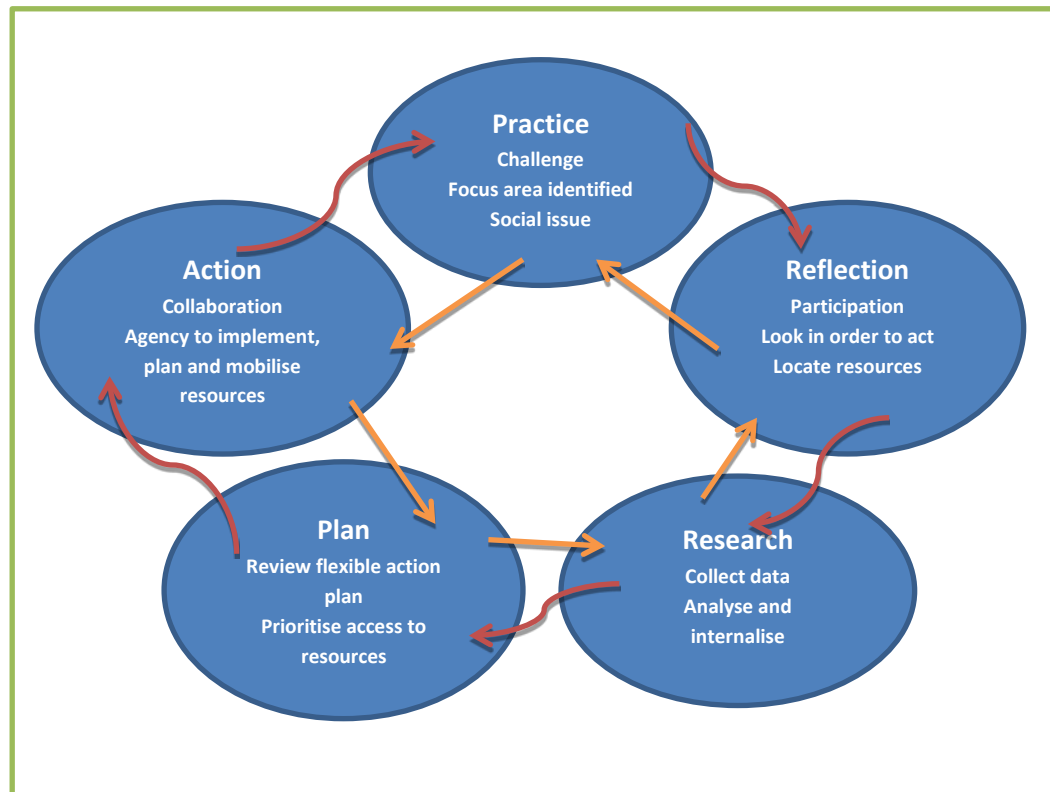 Practice
Challenge
Focus area identified
Social issue
Reflection
Participation
Look in order to act
Locate resources
Research
Collect data
Analyse and
internalise
Plan
Review flexible action
plan
Prioritise access to
resources
Action
Collaboration
Agency to implement,
plan and mobilise
resources